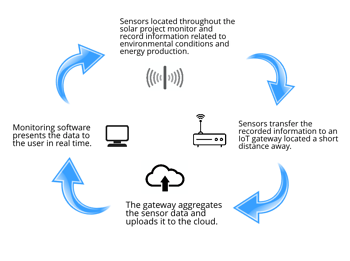 Sensors located throughout the
solar project monitor and
record information related to
environmental conditions and
energy production.
Sensors transfer the
recorded information to an
IoT gateway located a short
distance away.
The gateway aggregates
the sensor data and
uploads it to the cloud.
Monitoring software
presents the data to
the user in real time.